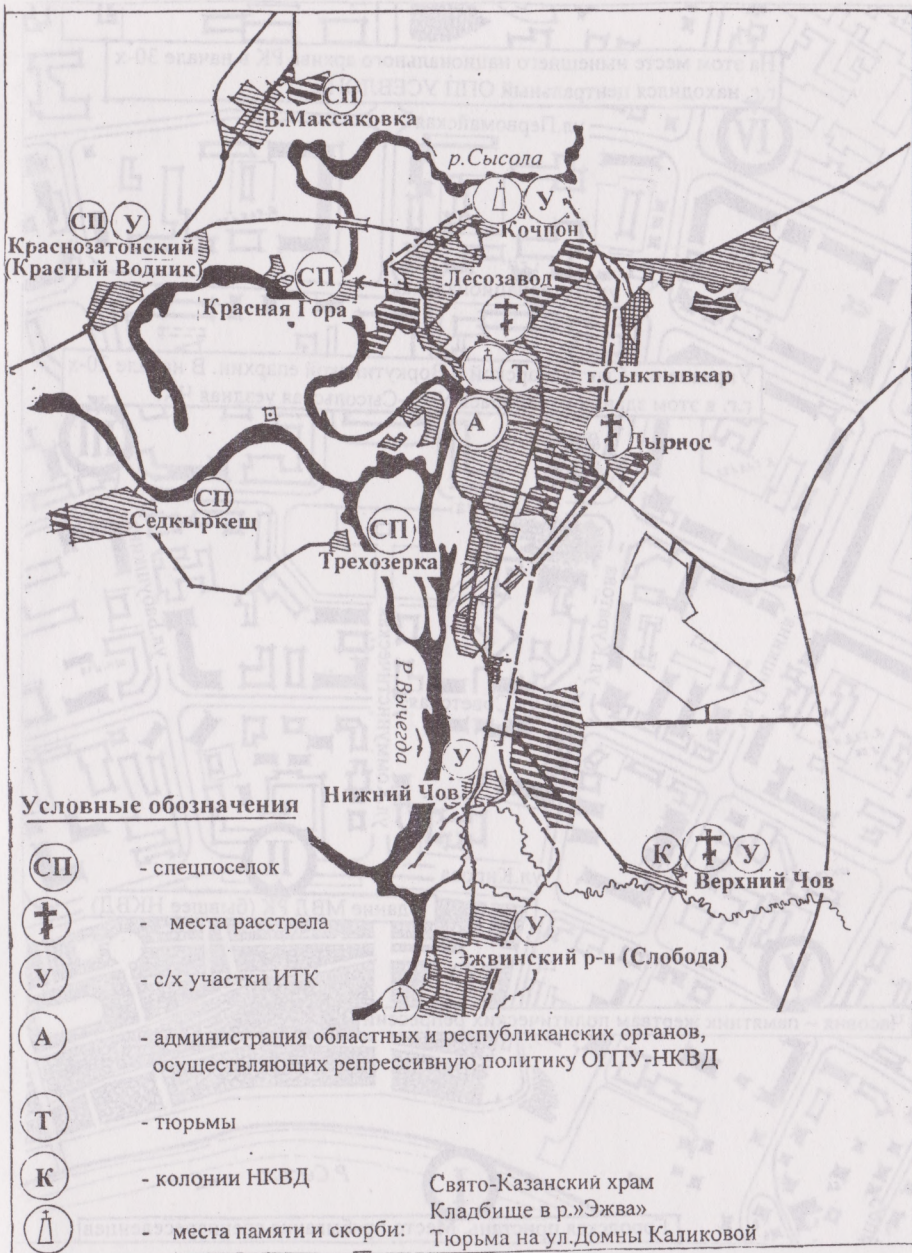 СП
В.Максаковка
р.Сысола
У
Кочпон
СП У
Краснозатонский
(Красный Водник)
СП
Красная Гора
Лесозавод
Т
г.Сыктывкар
А
Дырнос
СП
Седкыркещ
СП
Трехозерка
Р.Вычегда
У
Нижний Чов
К У
Верхний Чов
У
Эжвинский р-н (Слобода)
Условные обозначения
СП - спецпоселок
- места расстрела
У - с/х участки ИТК
А - администрация областных и республиканских органов,
осуществляющих репрессивную политику ОГПУ-НКВД
Т - тюрьмы
К - колонии НКВД
Свято-Казанский храм
Кладбище в р.»Эжва»
- места памяти и скорби: Тюрьма на ул.Домны Каликовой